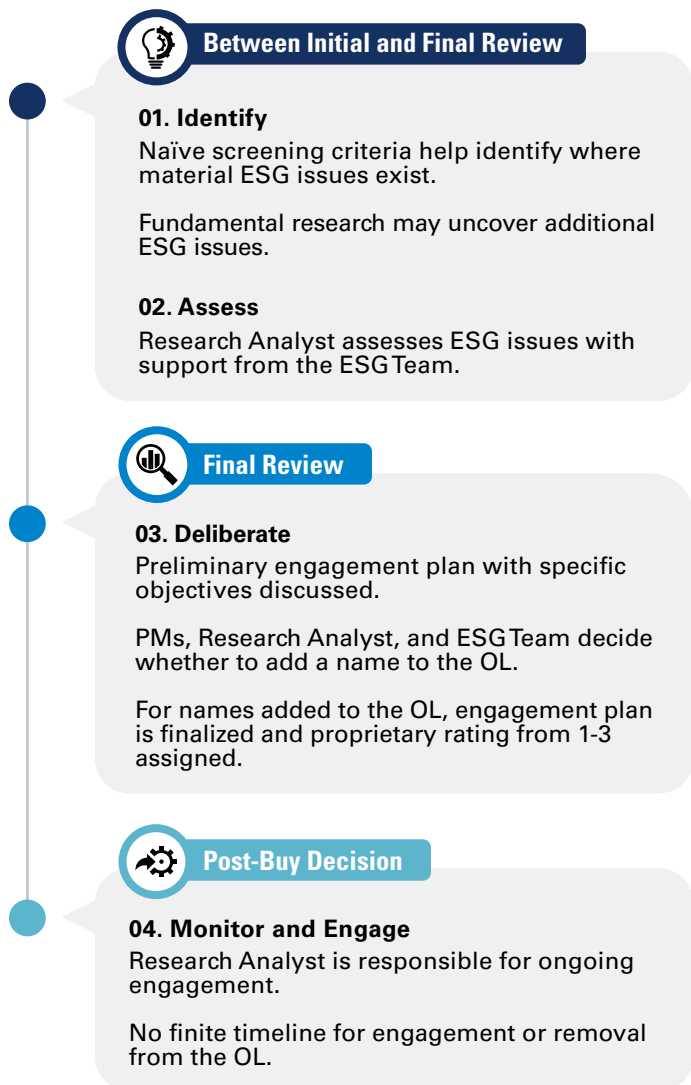 Between Initial and Final Review
01. Identify
Naïve screening criteria help identify where
material ESG issues exist.
Fundamental research may uncover additional
ESG issues.
02. Assess
Research Analyst assesses ESG issues with
support from the ESG Team.
Final Review
03. Deliberate
Preliminary engagement plan with specific
objectives discussed.
PMs, Research Analyst, and ESG Team decide
whether to add a name to the OL.
For names added to the OL, engagement plan
is finalized and proprietary rating from 1-3
assigned.
Post-Buy Decision
04. Monitor and Engage
Research Analyst is responsible for ongoing
engagement.
No finite timeline for engagement or removal
from the OL.